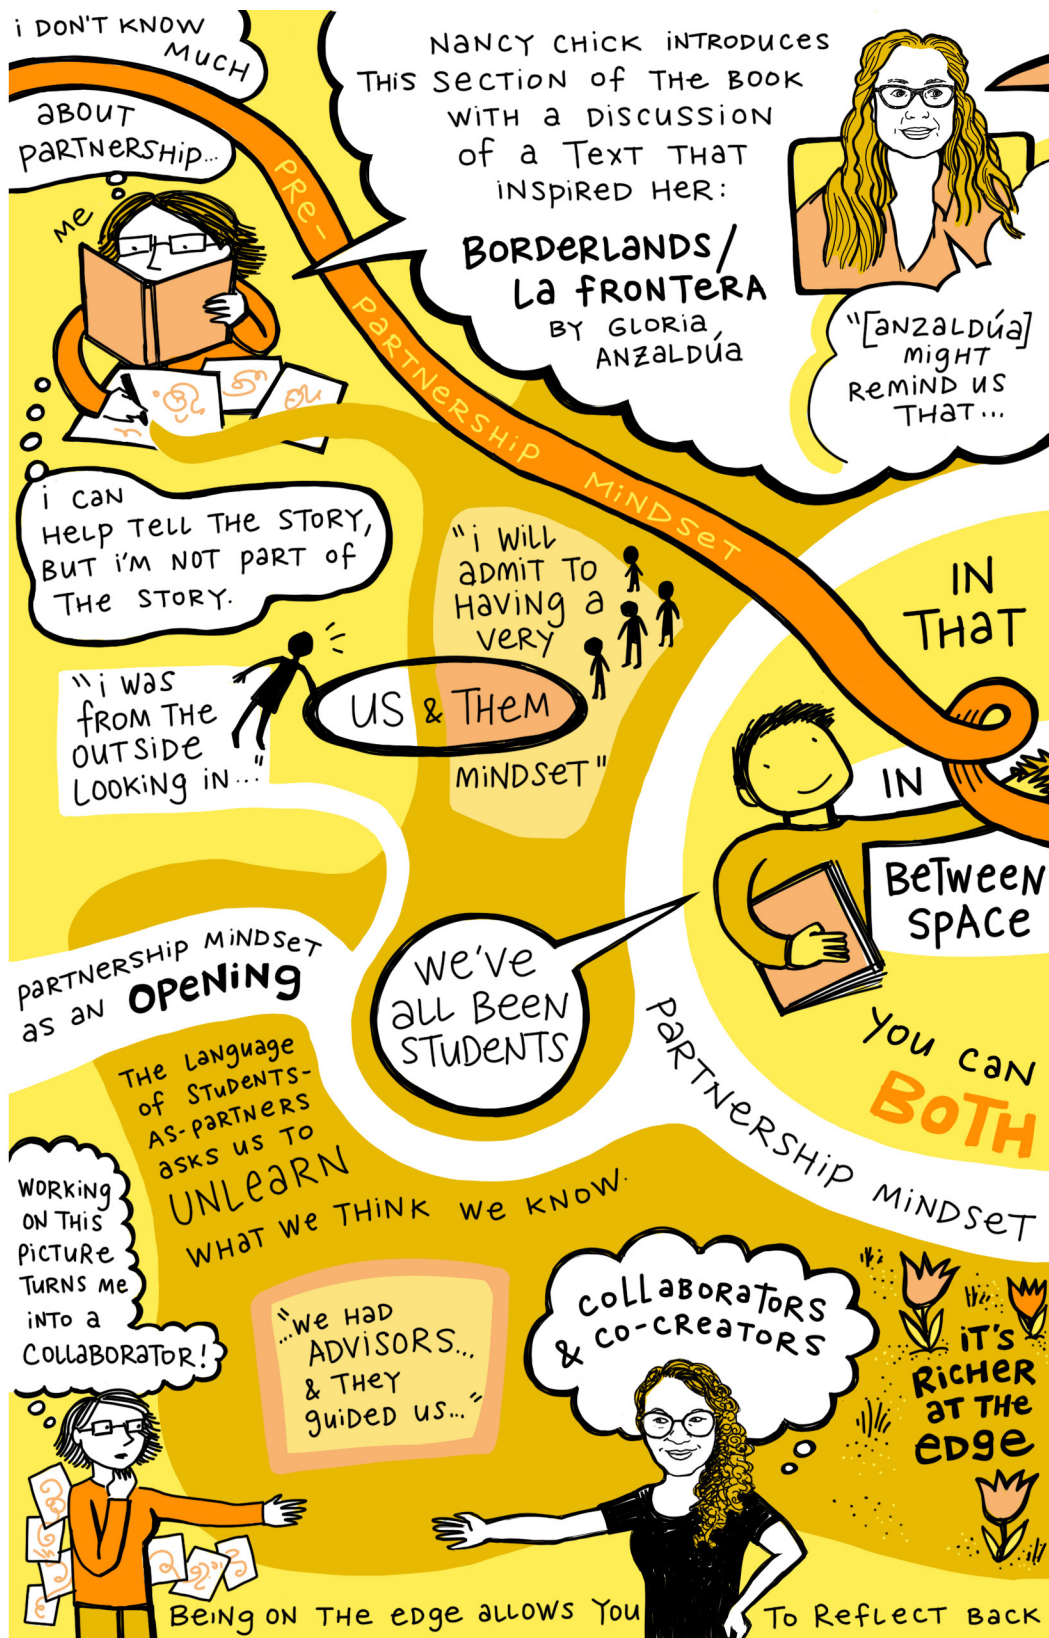 i DON'T KNOW
MUCH
ABOUT
PARTNERSHIP...
ME
PRE-PARTNERSHIP MINDSET
NANCY CHICK INTRODUCES
THIS SECTION OF THE BOOK
WITH A DISCUSSION
OF A TEXT THAT
INSPIRED HER:
BORDERLANDS/
LA FRONTERA
BY GLORIA
ANZALDÚA
"[ANZALDÚA]
MIGHT
REMIND US
THAT...
i CAN
HELP TELL THE STORY,
BUT i'M NOT PART OF
THE STORY.
"i WAS
FROM THE
OUTSIDE
LOOKING IN..."
"i WILL
ADMIT TO
HAVING A
VERY
US & THEM
MINDSET"
IN
THAT
IN
BETWEEN
SPACE
YOU CAN
BOTH
WE'VE
ALL BEEN
STUDENTS
PARTNERSHIP MINDSET
PARTNERSHIP MINDSET
AS AN OPENING
THE LANGUAGE
OF STUDENTS-
AS-PARTNERS
ASKS US TO
UNLEARN
WHAT WE THINK WE KNOW.
WORKING
ON THIS
PICTURE
TURNS ME
INTO A
COLLABORATOR!
"...WE HAD
ADVISORS...
& THEY
GUIDED US..."
COLLABORATORS
& CO-CREATORS
IT'S
RICHER
AT THE
EDGE
BEING ON THE EDGE ALLOWS YOU TO REFLECT BACK